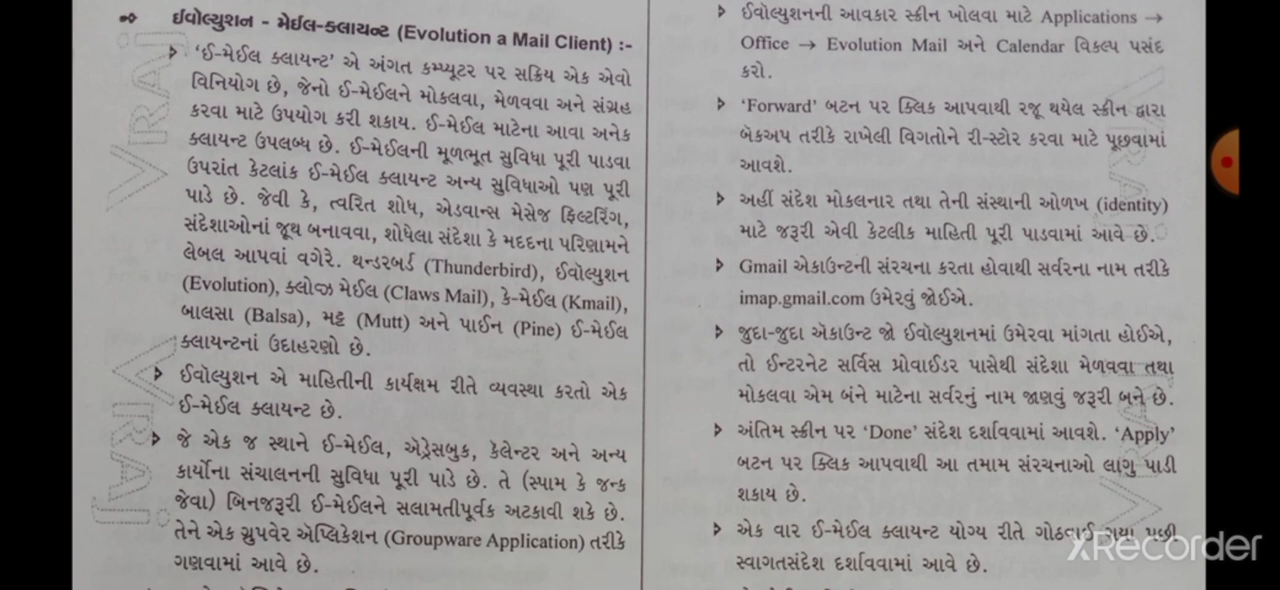 ઈવોલ્યુશન - મેઈલ-ક્લાયન્ટ (Evolution a Mail Client) :-
'ઈ-મેઈલ ક્લાયન્ટ' એ અંગત કમ્પ્યૂટર પર સક્રિય એક એવો
વિનિયોગ છે, જેનો ઈ-મેઈલને મોકલવા, મેળવવા અને સંગ્રહ
કરવા માટે ઉપયોગ કરી શકાય. ઈ-મેઈલ માટેના આવા અનેક
ક્લાયન્ટ ઉપલબ્ધ છે. ઈ-મેઈલની મૂળભૂત સુવિધા પૂરી પાડવા
ઉપરાંત કેટલાંક ઈ-મેઈલ ક્લાયન્ટ અન્ય સુવિધાઓ પણ પૂરી
પાડે છે. જેવી કે, ત્વરિત શોધ, એડવાન્સ મેસેજ ફિલ્ટરિંગ,
સંદેશાઓનાં જૂથ બનાવવા, શોધેલા સંદેશા કે મદદના પરિણામને
લેબલ આપવાં વગેરે. થન્ડરબર્ડ (Thunderbird), ઈવોલ્યુશન
(Evolution), ક્લોવ્ઝ મેઈલ (Claws Mail), કે-મેઈલ (Kmail),
બાલસા (Balsa), મટ્ટ (Mutt) અને પાઈન (Pine) ઈ-મેઈલ
ક્લાયન્ટનાં ઉદાહરણો છે.
ઈવોલ્યુશન એ માહિતીની કાર્યક્ષમ રીતે વ્યવસ્થા કરતો એક
ઈ-મેઈલ ક્લાયન્ટ છે.
જે એક જ સ્થાને ઈ-મેઈલ, ઍડ્રેસબુક, કૅલેન્ટર અને અન્ય
કાર્યોના સંચાલનની સુવિધા પૂરી પાડે છે. તે (સ્પામ કે જન્ક
જેવા) બિનજરૂરી ઈ-મેઈલને સલામતીપૂર્વક અટકાવી શકે છે.
તેને એક ગ્રુપવેર ઍપ્લિકેશન (Groupware Application) તરીકે
ગણવામાં આવે છે.
ઈવોલ્યુશનની આવકાર સ્ક્રીન ખોલવા માટે Applications →
Office → Evolution Mail અને Calendar વિકલ્પ પસંદ
કરો.
'Forward' બટન પર ક્લિક આપવાથી રજૂ થયેલ સ્ક્રીન દ્વારા
બૅકઅપ તરીકે રાખેલી વિગતોને રી-સ્ટોર કરવા માટે પૂછવામાં
આવશે.
અહીં સંદેશ મોકલનાર તથા તેની સંસ્થાની ઓળખ (identity)
માટે જરૂરી એવી કેટલીક માહિતી પૂરી પાડવામાં આવે છે.
Gmail એકાઉન્ટની સંરચના કરતા હોવાથી સર્વરના નામ તરીકે
imap.gmail.com ઉમેરવું જોઈએ.
જુદા-જુદા ઍકાઉન્ટ જો ઈવોલ્યુશનમાં ઉમેરવા માંગતા હોઈએ,
તો ઈન્ટરનેટ સર્વિસ પ્રોવાઈડર પાસેથી સંદેશા મેળવવા તથા
મોકલવા એમ બંને માટેના સર્વરનું નામ જાણવું જરૂરી બને છે.
અંતિમ સ્ક્રીન પર 'Done' સંદેશ દર્શાવવામાં આવશે. 'Apply'
બટન પર ક્લિક આપવાથી આ તમામ સંરચનાઓ લાગુ પાડી
શકાય છે.
એક વાર ઈ-મેઈલ ક્લાયન્ટ યોગ્ય રીતે ગોઠવાઈ ગયા પછી
સ્વાગતસંદેશ દર્શાવવામાં આવે છે.
XRecorder
VIRAJ
VIRAJ
VIRAJ
VIRAJ